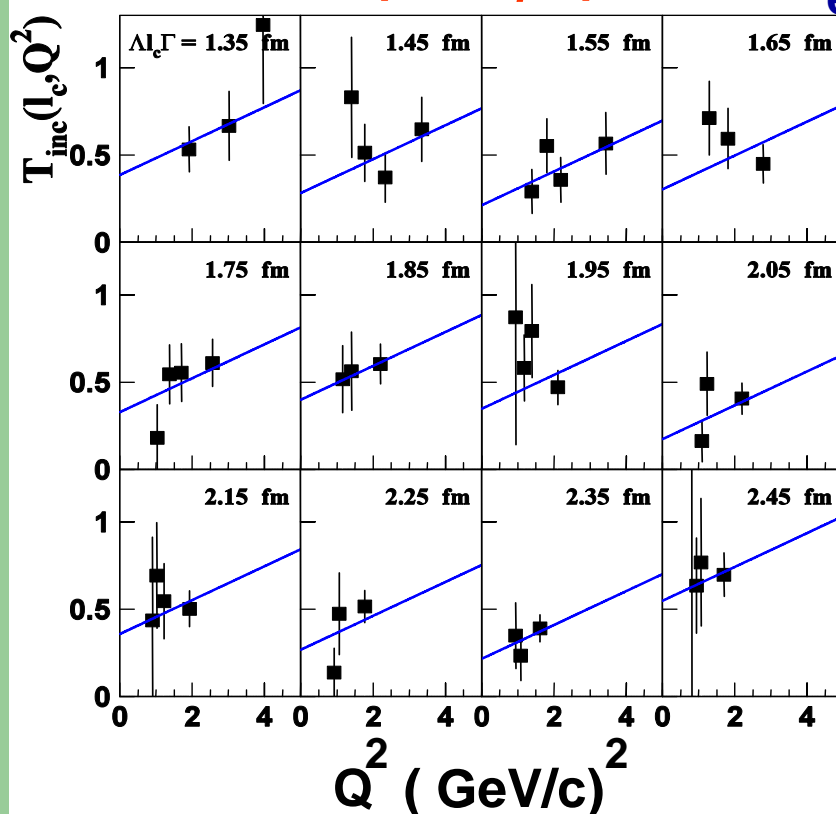 T_inc(l_c,Q^2)
Λl_cΓ = 1.35 fm
1.45 fm
1.55 fm
1.65 fm
1
0.5
0
1.75 fm
1.85 fm
1.95 fm
2.05 fm
1
0.5
0
2.15 fm
2.25 fm
2.35 fm
2.45 fm
1
0.5
0
0 2 4 0 2 4 0 2 4 0 2 4
Q^2 ( GeV/c)^2